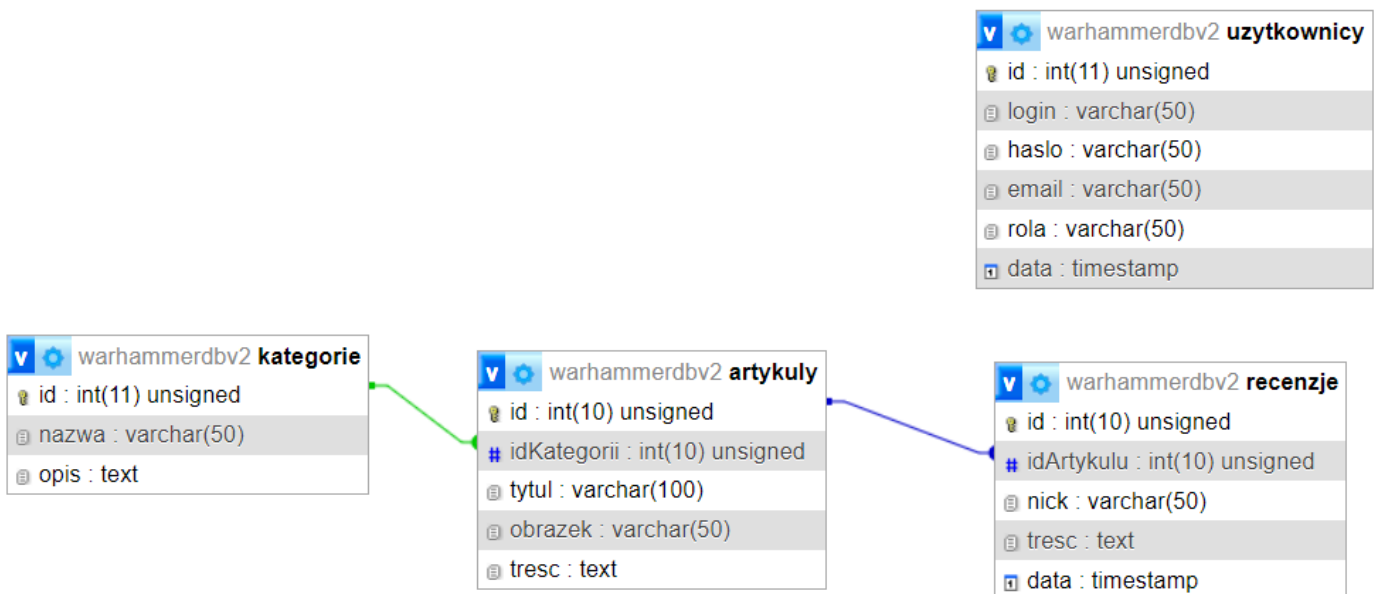 v warhammerdbv2 uzytkownicy
id : int(11) unsigned
login : varchar(50)
haslo : varchar(50)
email : varchar(50)
rola : varchar(50)
data : timestamp
v warhammerdbv2 kategorie
id : int(11) unsigned
nazwa : varchar(50)
opis : text
v warhammerdbv2 artykuly
id : int(10) unsigned
# idKategorii : int(10) unsigned
tytul : varchar(100)
obrazek : varchar(50)
tresc : text
v warhammerdbv2 recenzje
id : int(10) unsigned
# idArtykulu : int(10) unsigned
nick : varchar(50)
tresc : text
data : timestamp